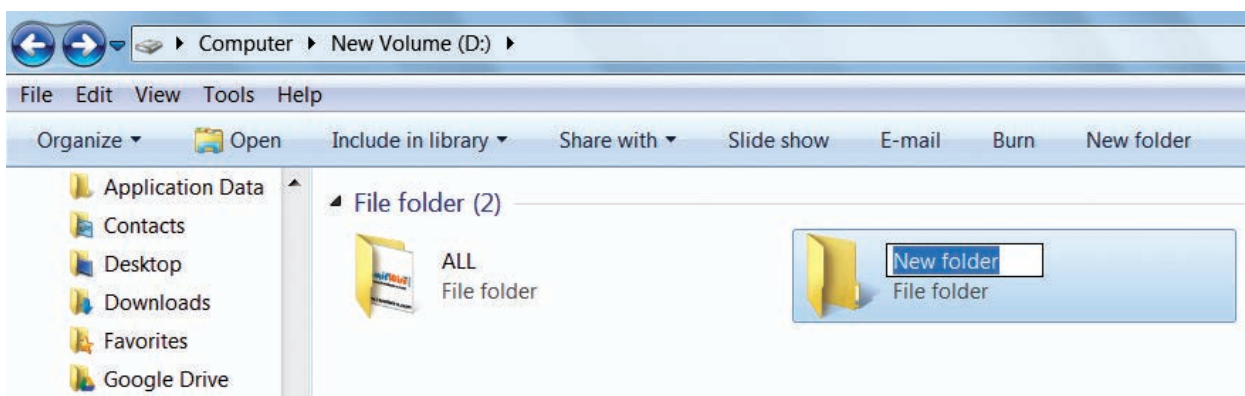 Computer New Volume (D:)
File Edit View Tools Help
Organize Open Include in library Share with Slide show E-mail Burn New folder
Application Data
Contacts
Desktop
Downloads
Favorites
Google Drive
File folder (2)
ALL
File folder
New folder
File folder